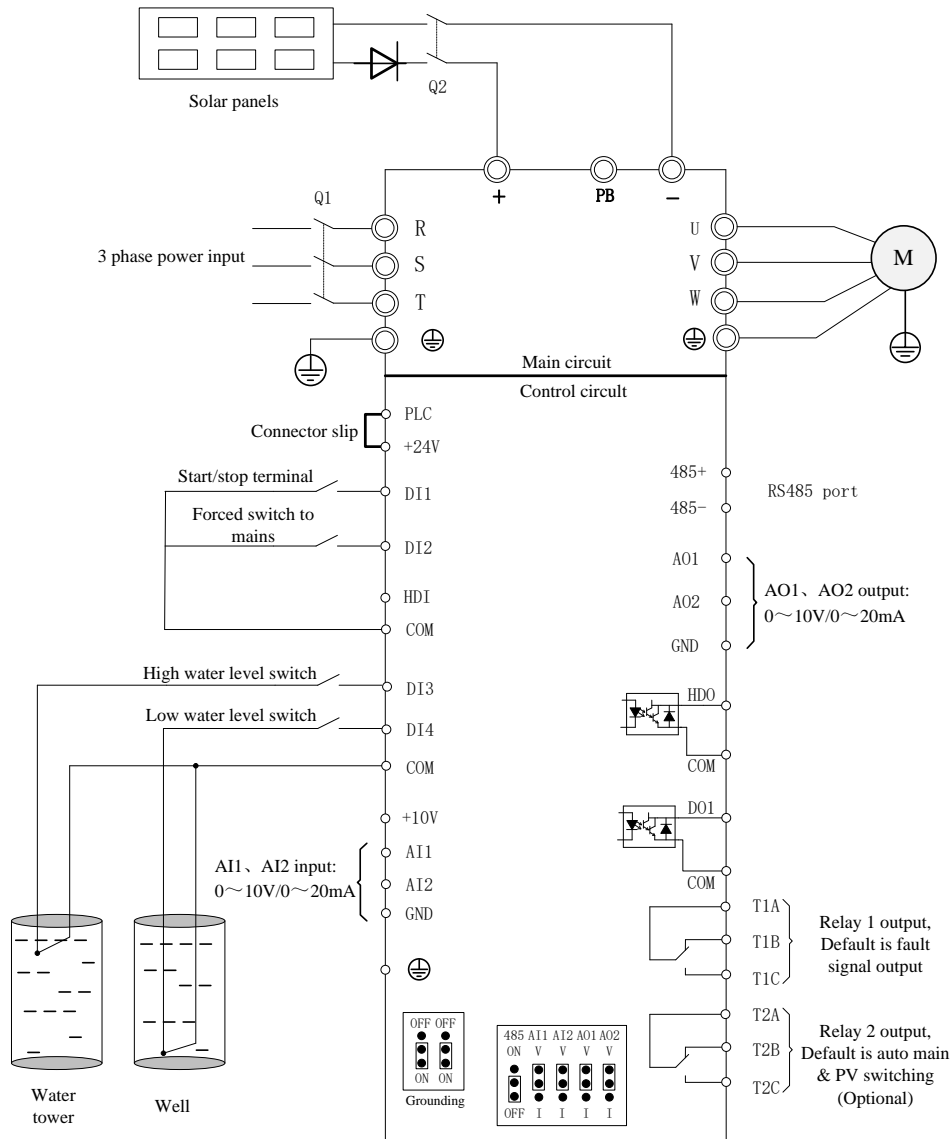 Solar panels
Q2
+
PB
−
Q1
3 phase power input
R
S
T
U
V
W
M
Main circuit
Control circult
Connector slip
PLC
+24V
Start/stop terminal
DI1
Forced switch to
mains
DI2
HDI
COM
High water level switch
DI3
Low water level switch
DI4
COM
+10V
AI1、AI2 input:
0～10V/0～20mA
AI1
AI2
GND
Water
tower
Well
485+
485-
RS485 port
AO1
AO2
GND
AO1、AO2 output:
0～10V/0～20mA
HDO
COM
DO1
COM
T1A
T1B
T1C
Relay 1 output,
Default is fault
signal output
T2A
T2B
T2C
Relay 2 output,
Default is auto main
& PV switching
(Optional)
OFF OFF
ON ON
Grounding
485 AI1 AI2 AO1 AO2
ON V V V V
OFF I I I I